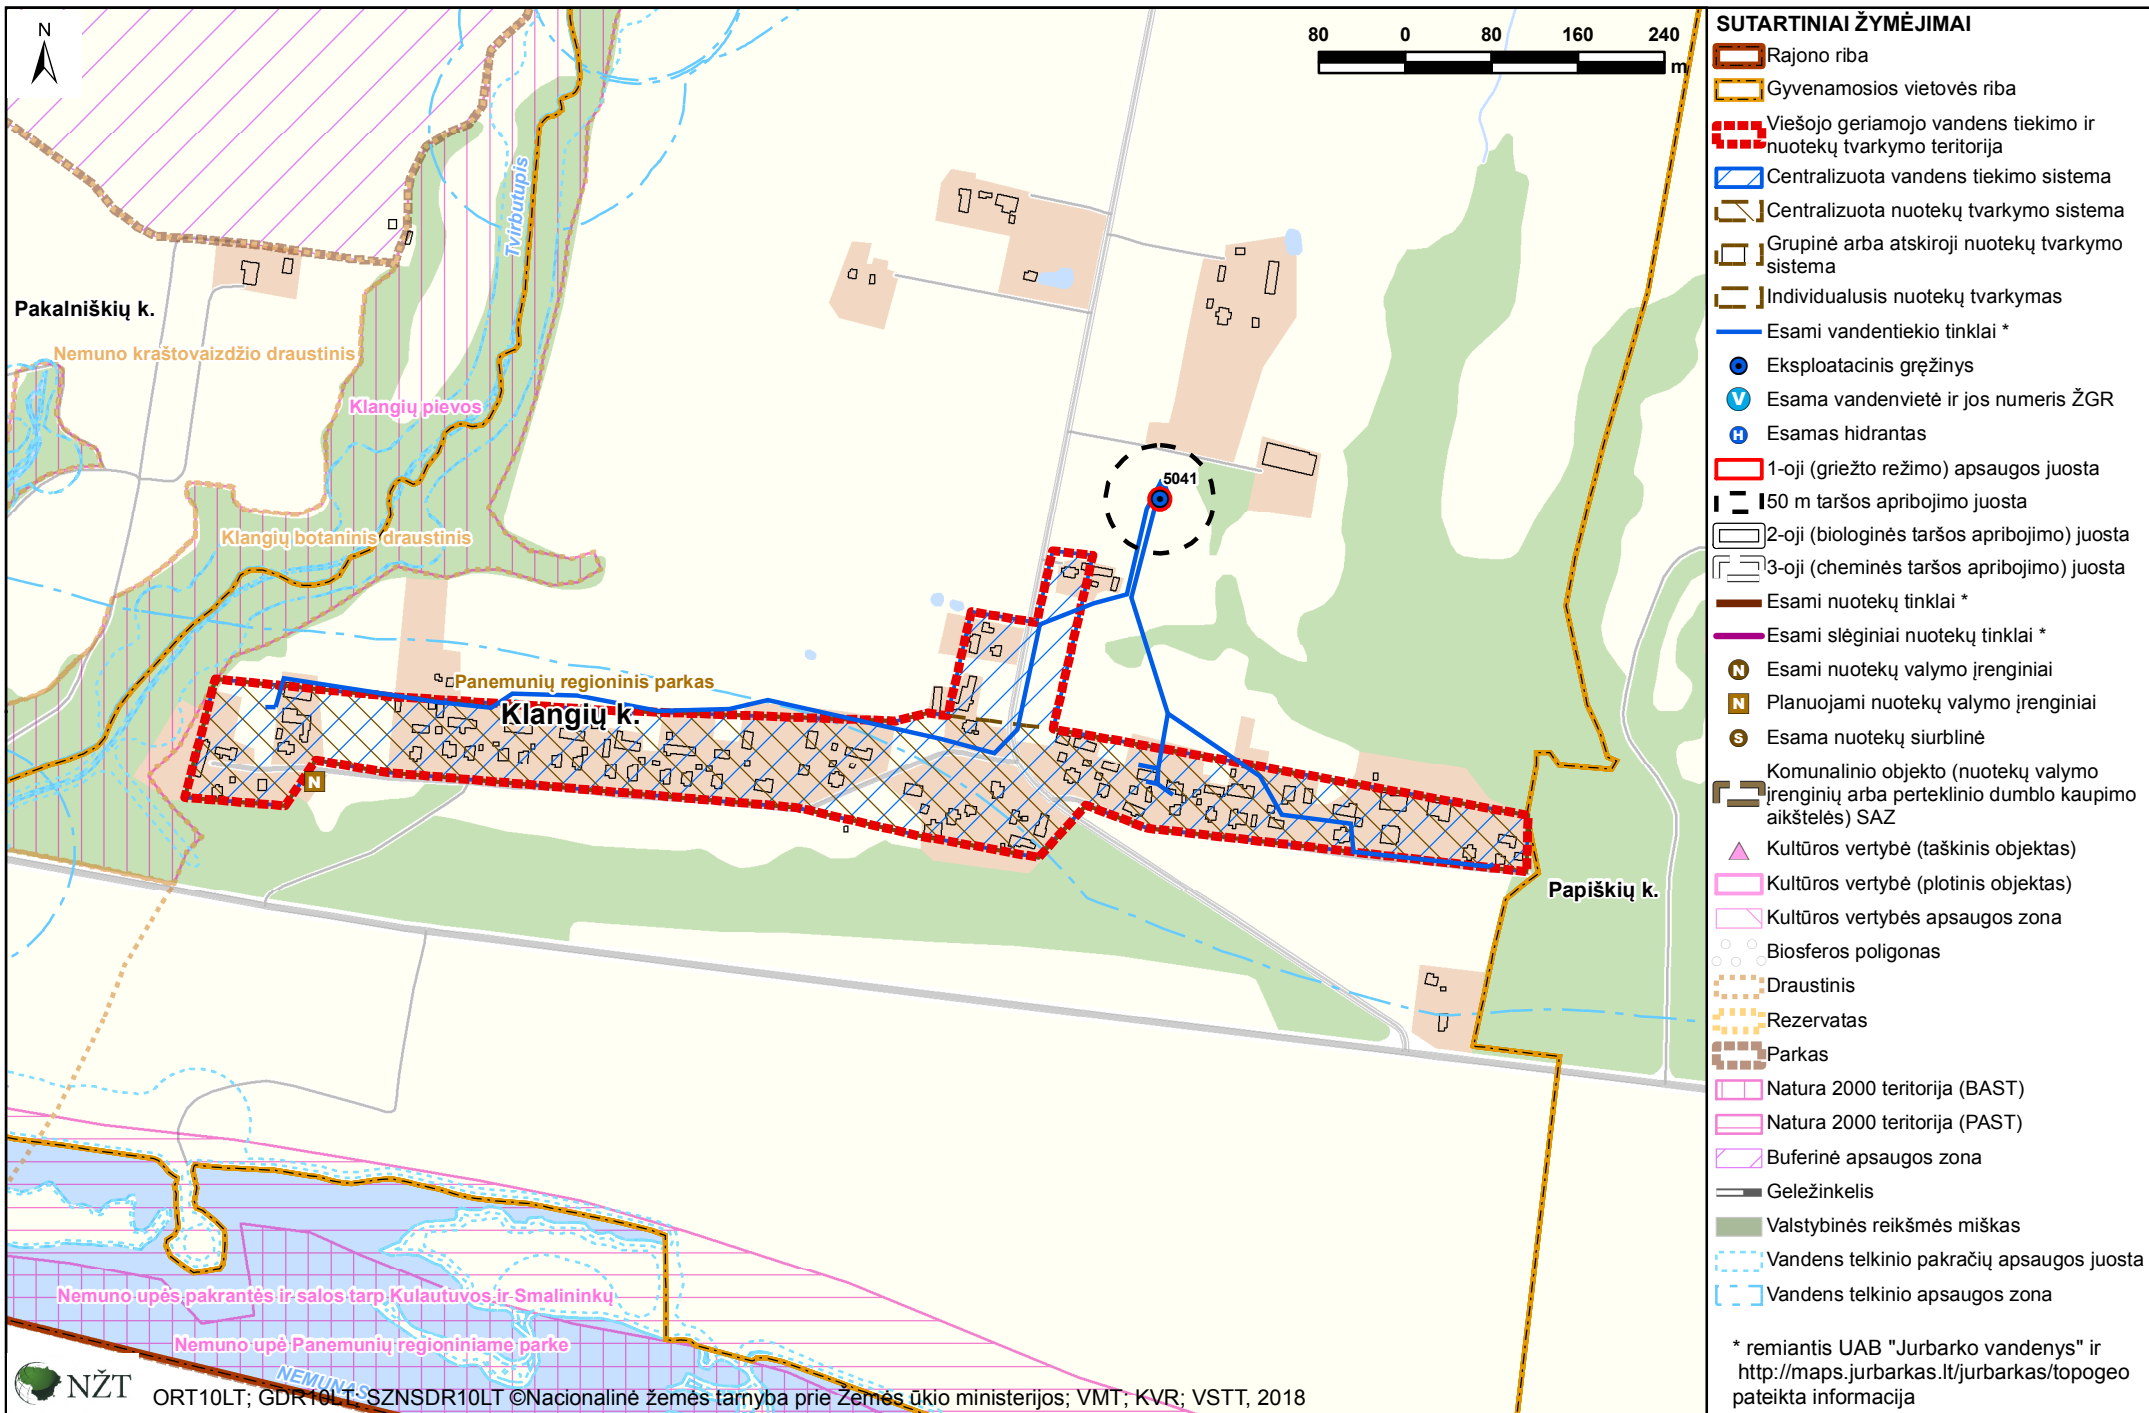 N
80 0 80 160 240
m
Tvirbutupis
Pakalniškių k.
Nemuno kraštovaizdžio draustinis
Klangių pievos
5041
Klangių botaninis draustinis
Panemunių regioninis parkas
Klangių k.
N
Papiškių k.
Nemuno upės pakrantės ir salos tarp Kulautuvos ir Smalininkų
Nemuno upė Panemunių regioniniame parke
NEMUNAS
NŽT
ORT10LT; GDR10LT, SZNSDR10LT ©Nacionalinė žemės tarnyba prie Žemės ūkio ministerijos; VMT; KVR; VSTT, 2018
SUTARTINIAI ŽYMĖJIMAI
Rajono riba
Gyvenamosios vietovės riba
Viešojo geriamojo vandens tiekimo ir
nuotekų tvarkymo teritorija
Centralizuota vandens tiekimo sistema
Centralizuota nuotekų tvarkymo sistema
Grupinė arba atskiroji nuotekų tvarkymo
sistema
Individualusis nuotekų tvarkymas
Esami vandentiekio tinklai *
Eksploatacinis gręžinys
V Esama vandenvietė ir jos numeris ŽGR
H Esamas hidrantas
1-oji (griežto režimo) apsaugos juosta
50 m taršos apribojimo juosta
2-oji (biologinės taršos apribojimo) juosta
3-oji (cheminės taršos apribojimo) juosta
Esami nuotekų tinklai *
Esami slėginiai nuotekų tinklai *
N Esami nuotekų valymo įrenginiai
N Planuojami nuotekų valymo įrenginiai
S Esama nuotekų siurblinė
Komunalinio objekto (nuotekų valymo
įrenginių arba perteklinio dumblo kaupimo
aikštelės) SAZ
Kultūros vertybė (taškinis objektas)
Kultūros vertybė (plotinis objektas)
Kultūros vertybės apsaugos zona
Biosferos poligonas
Draustinis
Rezervatas
Parkas
Natura 2000 teritorija (BAST)
Natura 2000 teritorija (PAST)
Buferinė apsaugos zona
Geležinkelis
Valstybinės reikšmės miškas
Vandens telkinio pakračių apsaugos juosta
Vandens telkinio apsaugos zona
* remiantis UAB "Jurbarko vandenys" ir
http://maps.jurbarkas.lt/jurbarkas/topogeo
pateikta informacija